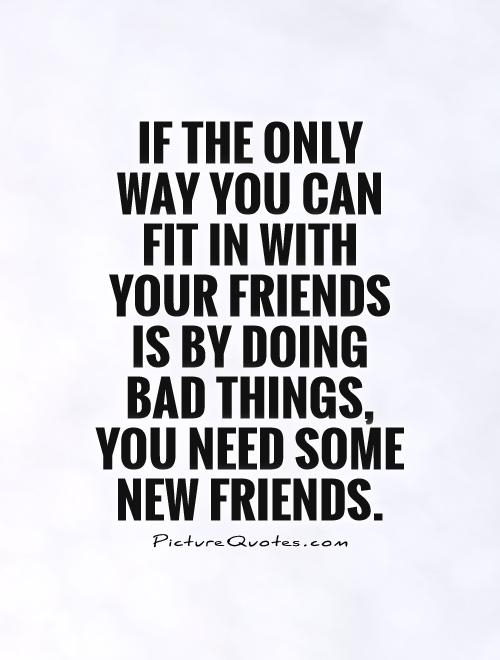 IF THE ONLY
WAY YOU CAN
FIT IN WITH
YOUR FRIENDS
IS BY DOING
BAD THINGS,
YOU NEED SOME
NEW FRIENDS.
PictureQuotes.com